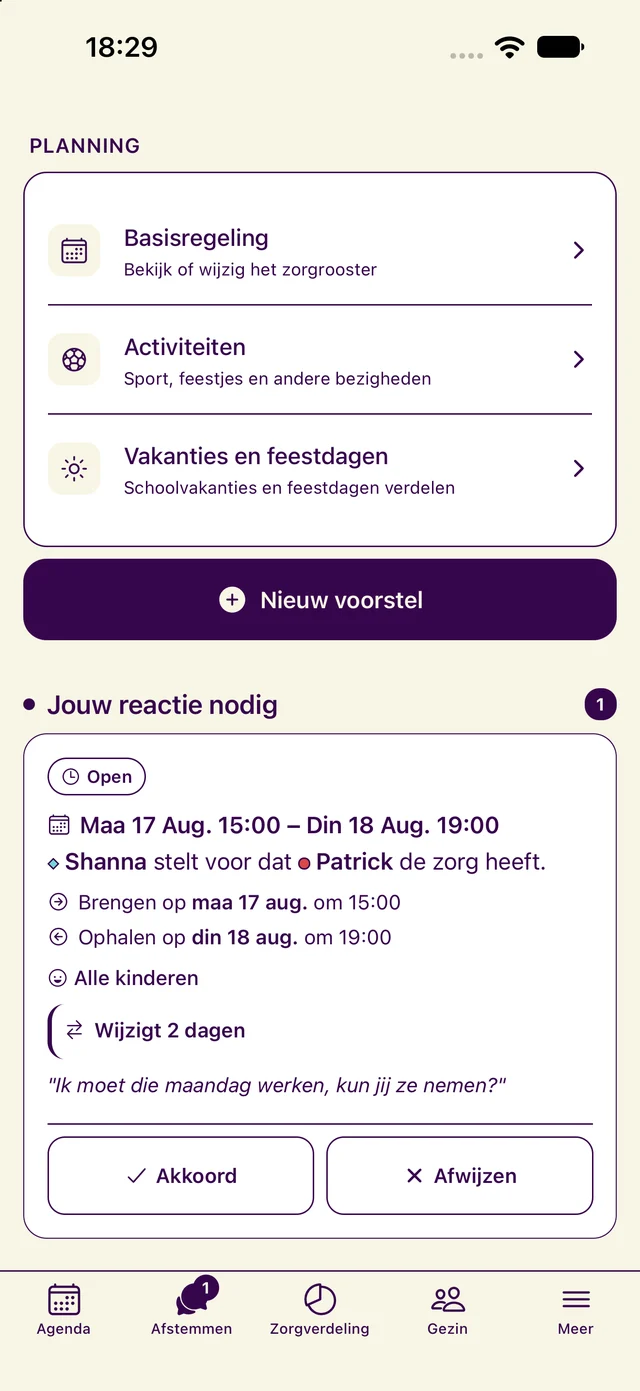 18:29
PLANNING
Basisregeling
Bekijk of wijzig het zorgrooster
Activiteiten
Sport, feestjes en andere bezigheden
Vakanties en feestdagen
Schoolvakanties en feestdagen verdelen
Nieuw voorstel
Jouw reactie nodig 1
Open
Maa 17 Aug. 15:00 – Din 18 Aug. 19:00
Shanna stelt voor dat Patrick de zorg heeft.
Brengen op maa 17 aug. om 15:00
Ophalen op din 18 aug. om 19:00
Alle kinderen
Wijzigt 2 dagen
"Ik moet die maandag werken, kun jij ze nemen?"
Akkoord Afwijzen
1
Agenda Afstemmen Zorgverdeling Gezin Meer